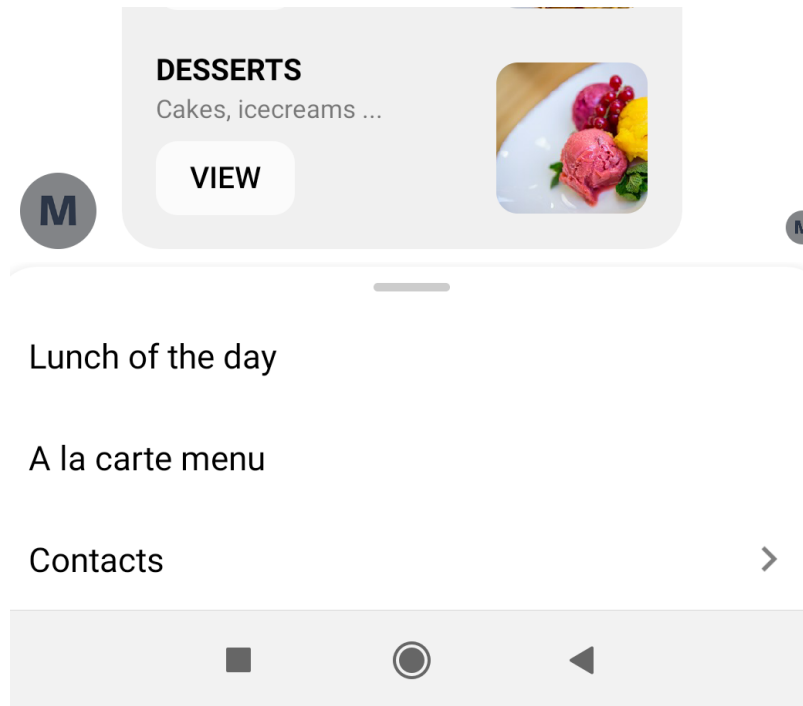 DESSERTS
Cakes, icecreams ...
VIEW
M
M
Lunch of the day
A la carte menu
Contacts